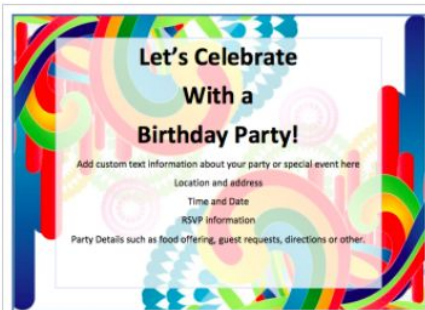 Let's Celebrate
With a
Birthday Party!
Add custom text information about your party or special event here
Location and address
Time and Date
RSVP Information
Party Details such as food offering, guest requests, directions or other.